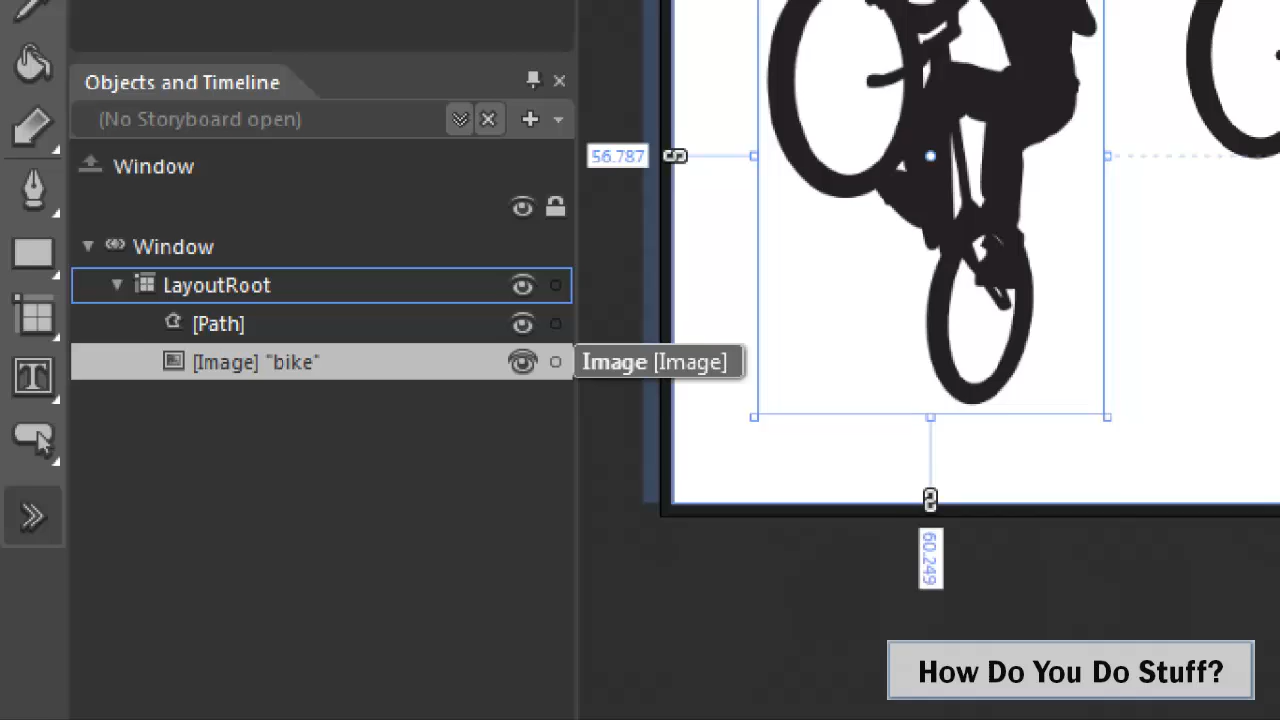 Objects and Timeline
(No Storyboard open)
Window
56.787
Window
LayoutRoot
[Path]
[Image] "bike"
Image [Image]
T
60.249
How Do You Do Stuff?